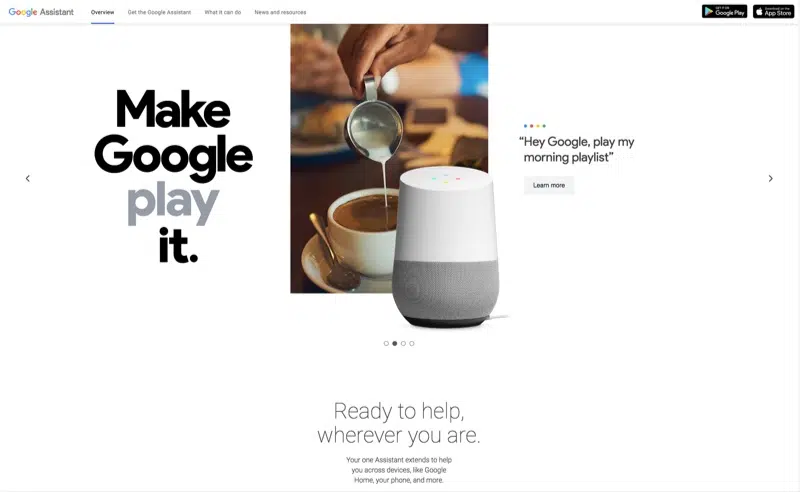 Google Assistant
Overview
Get the Google Assistant
What it can do
News and resources
GET IT ON
Google Play
Download on the
App Store
Make
Google
play
it.
“Hey Google, play my
morning playlist”
Learn more
Ready to help,
wherever you are.
Your one Assistant extends to help
you across devices, like Google
Home, your phone, and more.